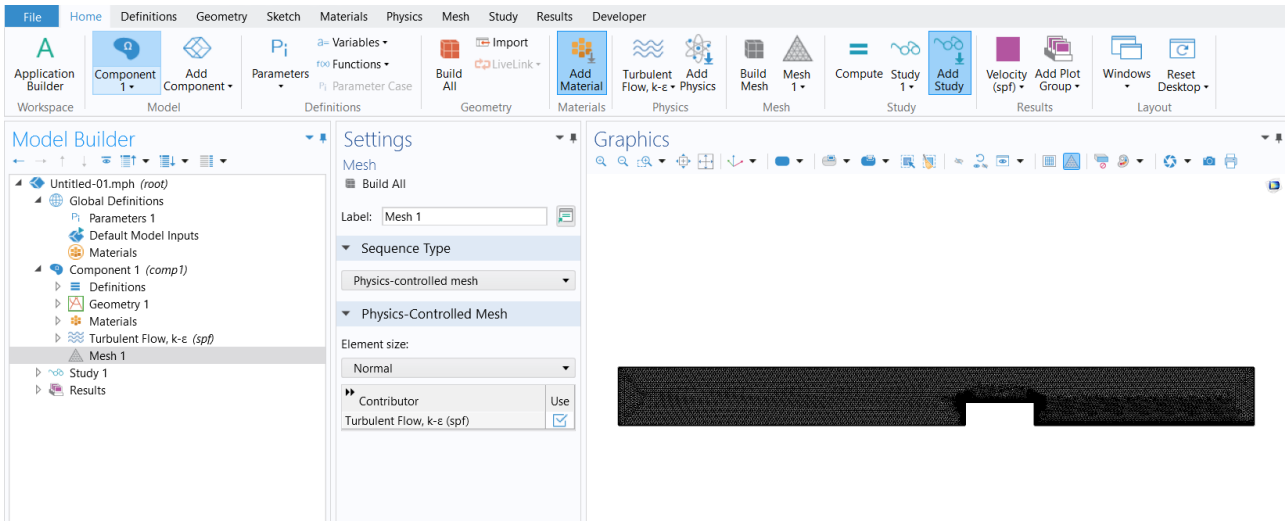 File Home Definitions Geometry Sketch Materials Physics Mesh Study Results Developer
Application Builder
Component 1
Add Component
Pi Parameters
a= Variables
f(x) Functions
Pi Parameter Case
Build All
Import
LiveLink
Add Material
Turbulent Flow, k-ε
Add Physics
Build Mesh
Mesh 1
Compute
Study 1
Add Study
Velocity (spf)
Add Plot Group
Windows
Reset Desktop
Workspace Model Definitions Geometry Materials Physics Mesh Study Results Layout
Model Builder
Untitled-01.mph (root)
Global Definitions
Pi Parameters 1
Default Model Inputs
Materials
Component 1 (comp1)
Definitions
Geometry 1
Materials
Turbulent Flow, k-ε (spf)
Mesh 1
Study 1
Results
Settings
Mesh
Build All
Label: Mesh 1
Sequence Type
Physics-controlled mesh
Physics-Controlled Mesh
Element size:
Normal
Contributor Use
Turbulent Flow, k-ε (spf)
Graphics